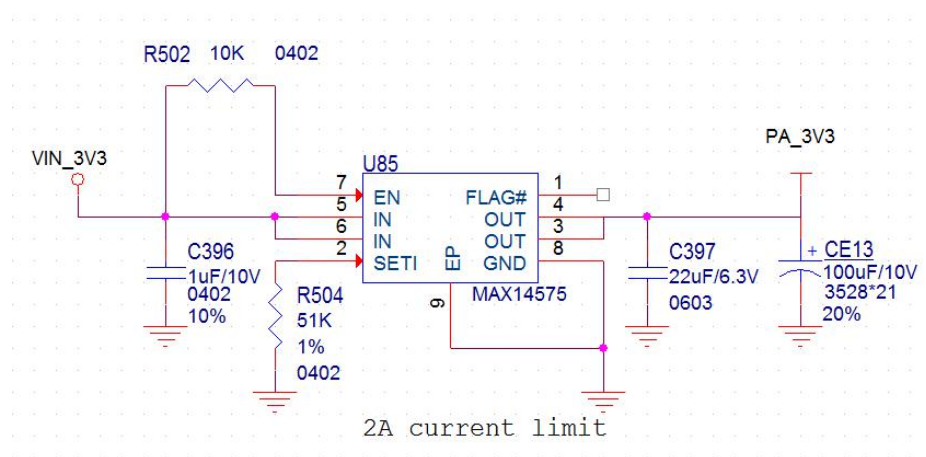 R502 10K 0402
PA_3V3
VIN_3V3
U85
7 EN FLAG# 1
5 IN OUT 4
6 IN OUT 3
2 SETI EP GND 8
9
MAX14575
C396
1uF/10V
0402
10%
R504
51K
1%
0402
C397
22uF/6.3V
0603
+ CE13
100uF/10V
3528*21
20%
2A current limit